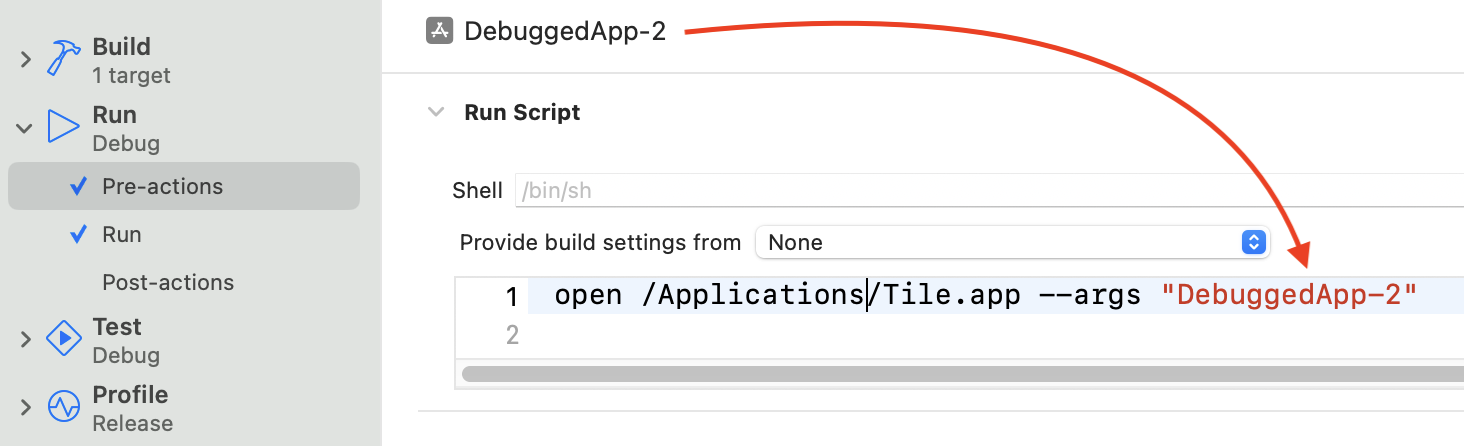 Build
1 target
Run
Debug
Pre-actions
Run
Post-actions
Test
Debug
Profile
Release
DebuggedApp-2
Run Script
Shell /bin/sh
Provide build settings from None
1 open /Applications/Tile.app --args "DebuggedApp-2"
2